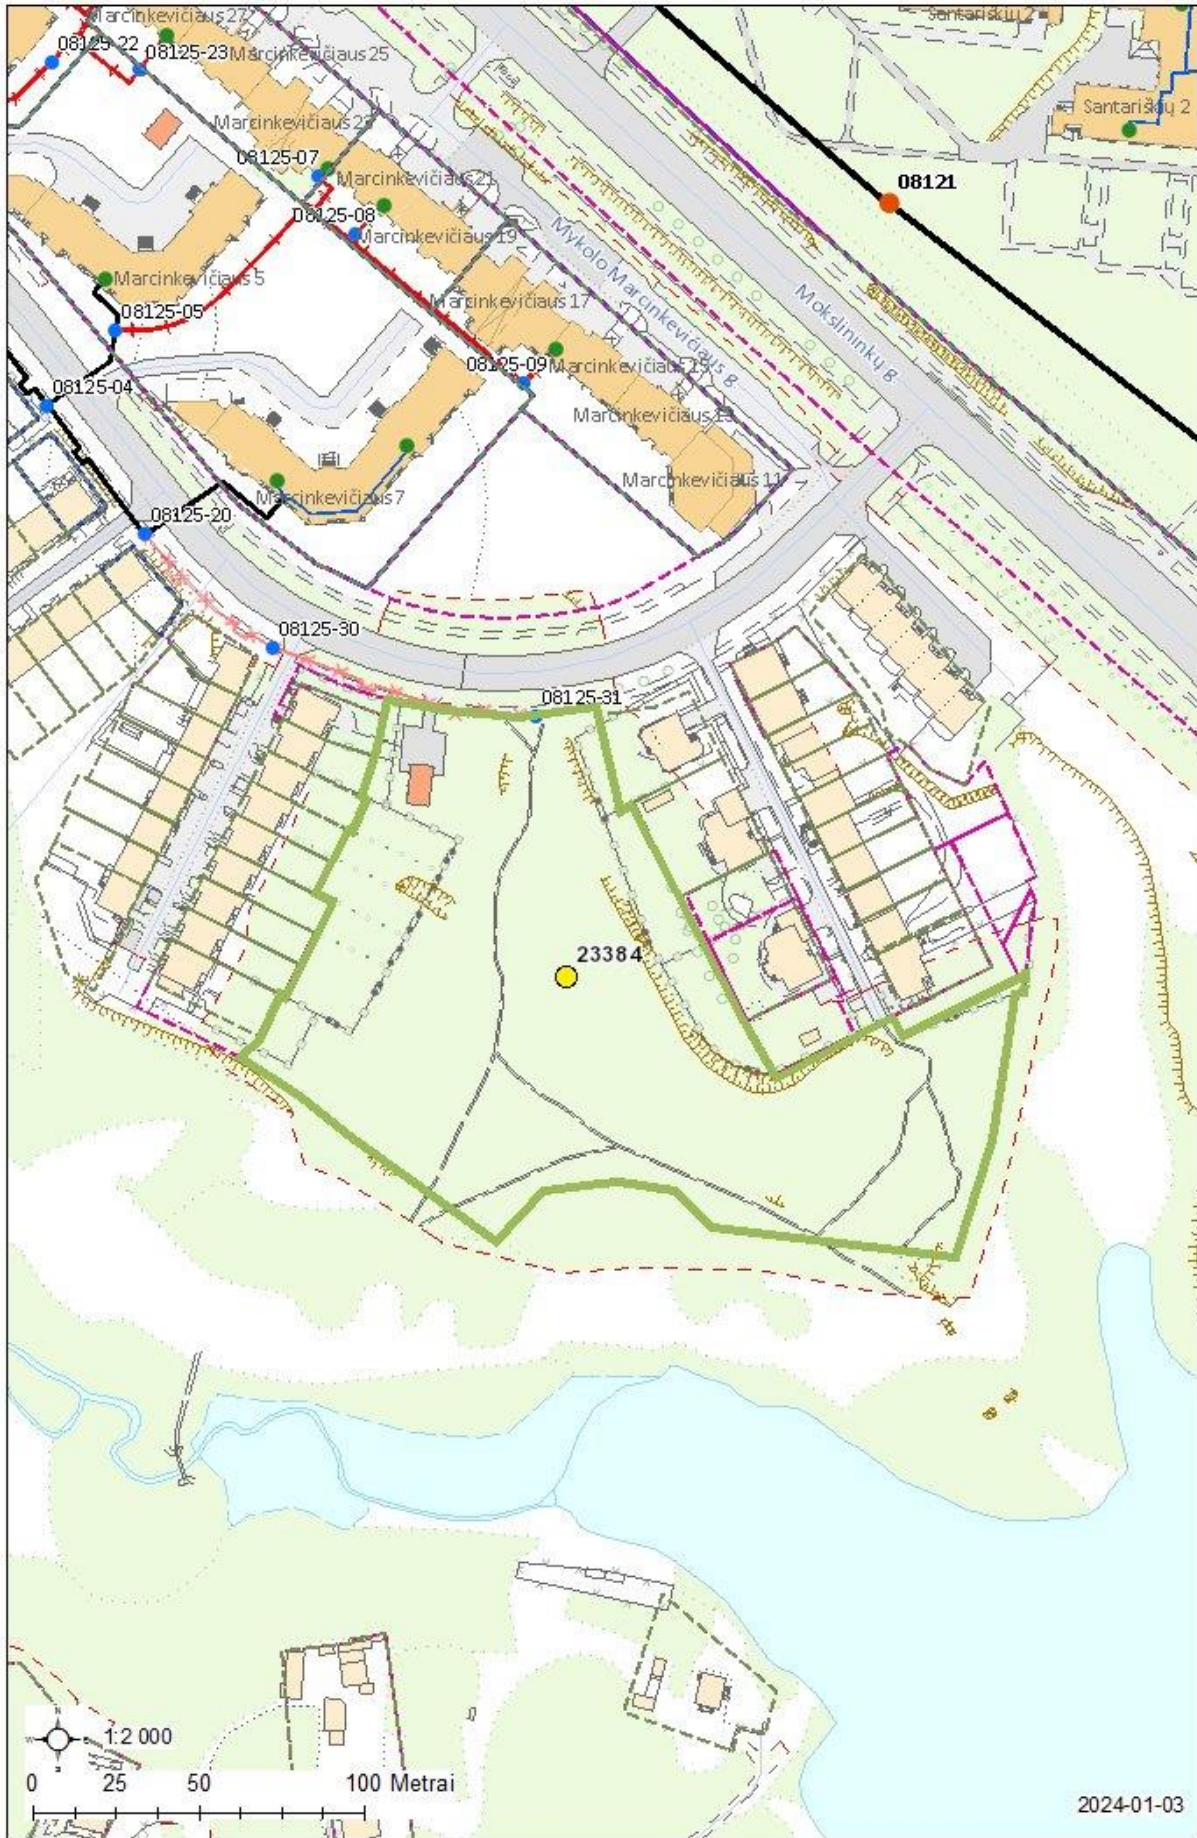 Marcinkevičiaus 27
Santariškių 2
08125-22
08125-23
Marcinkevičiaus 25
Santariškių 2
Marcinkevičiaus 23
08125-07
Marcinkevičiaus 21
08121
08125-08
Marcinkevičiaus 19
Mykolo Marcinkevičiaus g.
Marcinkevičiaus 5
Mokslininkų g.
Marcinkevičiaus 17
08125-05
08125-09
Marcinkevičiaus 15
08125-04
Marcinkevičiaus 13
Marcinkevičiaus 11
Marcinkevičiaus 7
08125-20
08125-30
08125-31
23384
N
1:2 000
0 25 50 100 Metrai
2024-01-03